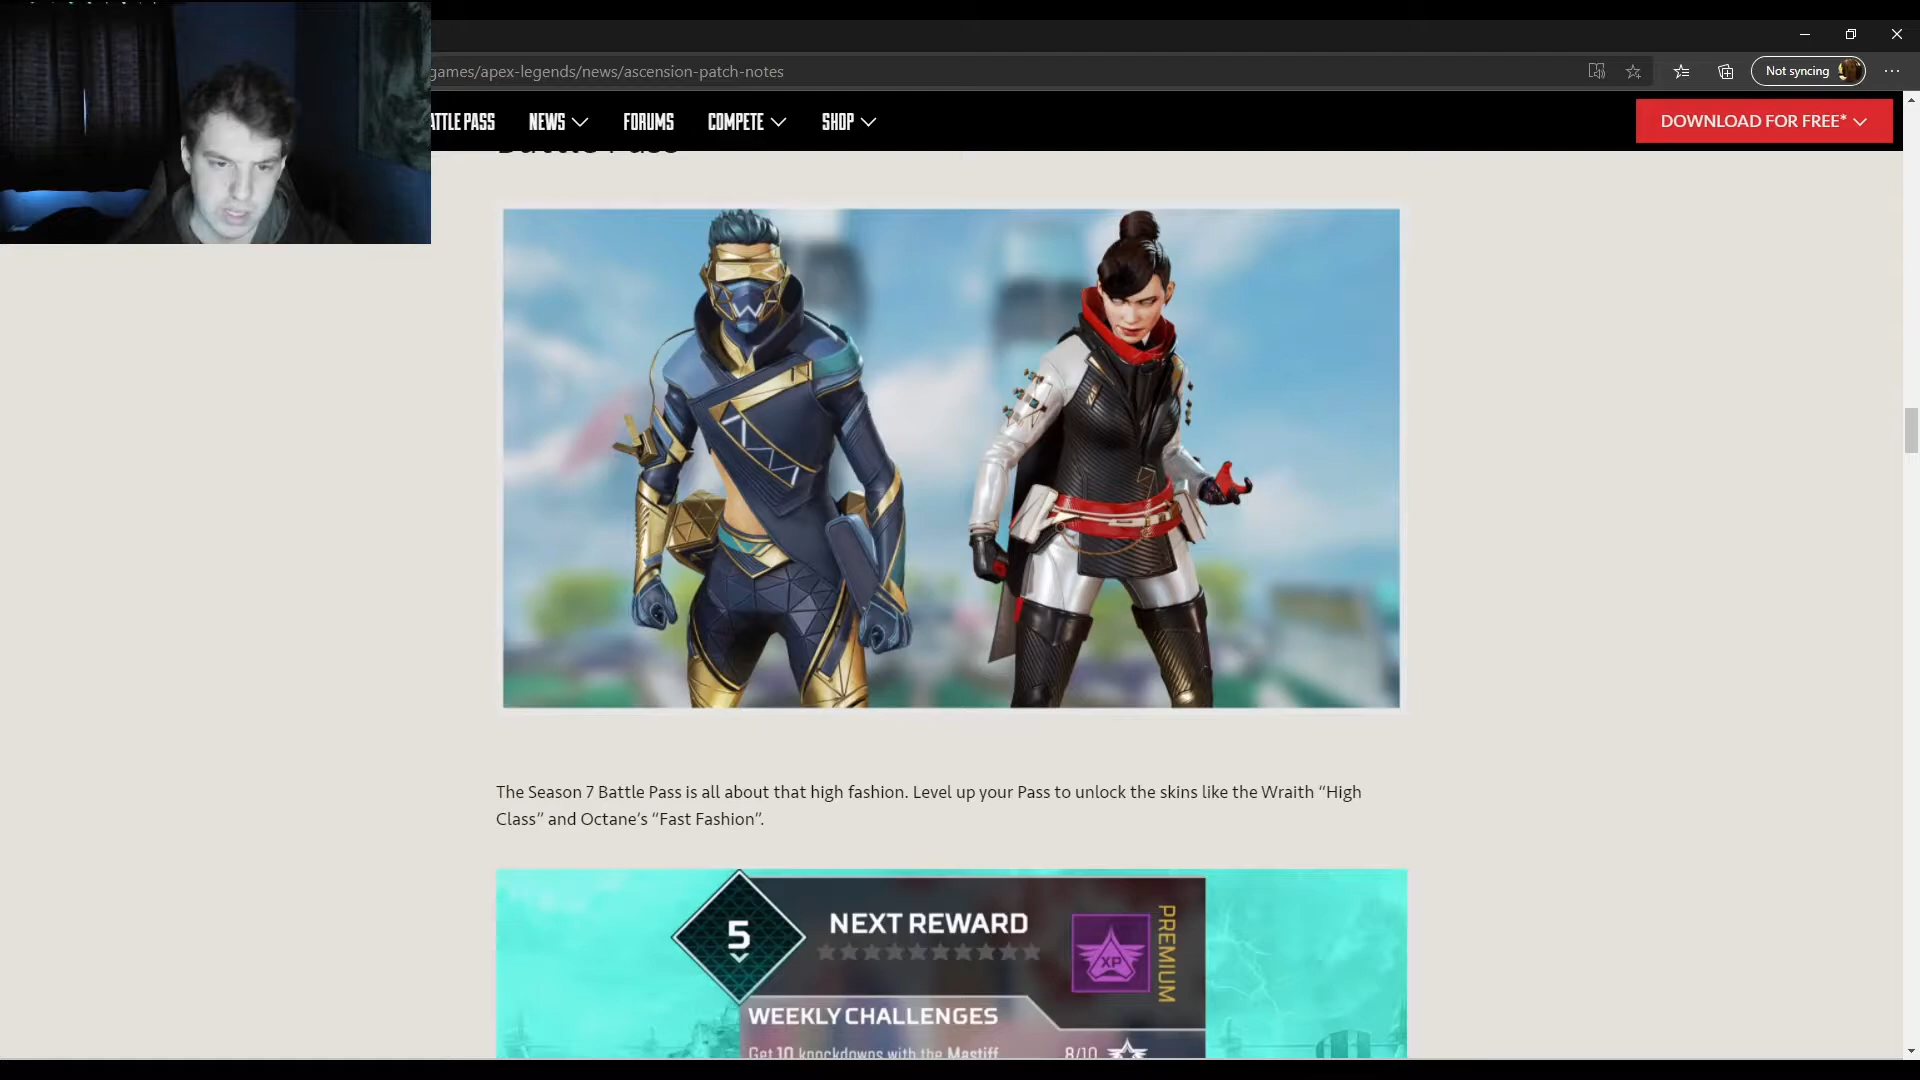 games/apex-legends/news/ascension-patch-notes
Not syncing
NEWS
FORUMS
COMPETE
SHOP
DOWNLOAD FOR FREE*
The Season 7 Battle Pass is all about that high fashion. Level up your Pass to unlock the skins like the Wraith “High
Class” and Octane’s “Fast Fashion”.
5
NEXT REWARD
XP
PREMIUM
WEEKLY CHALLENGES
Get 10 knockdowns with the Mastiff
8/10